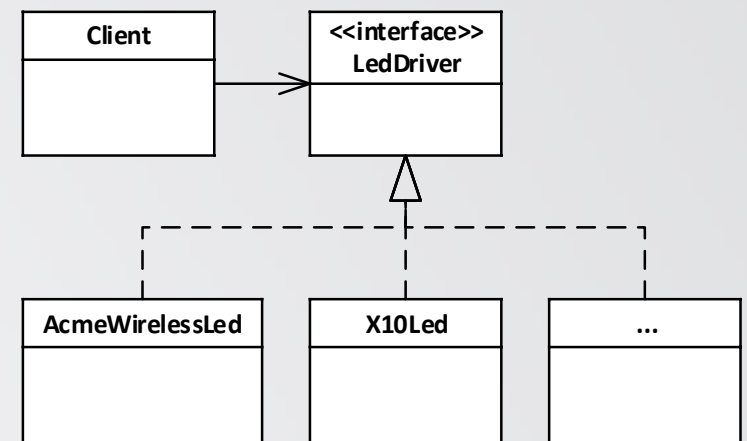 Client
<<interface>>
LedDriver
AcmeWirelessLed
X10Led
...